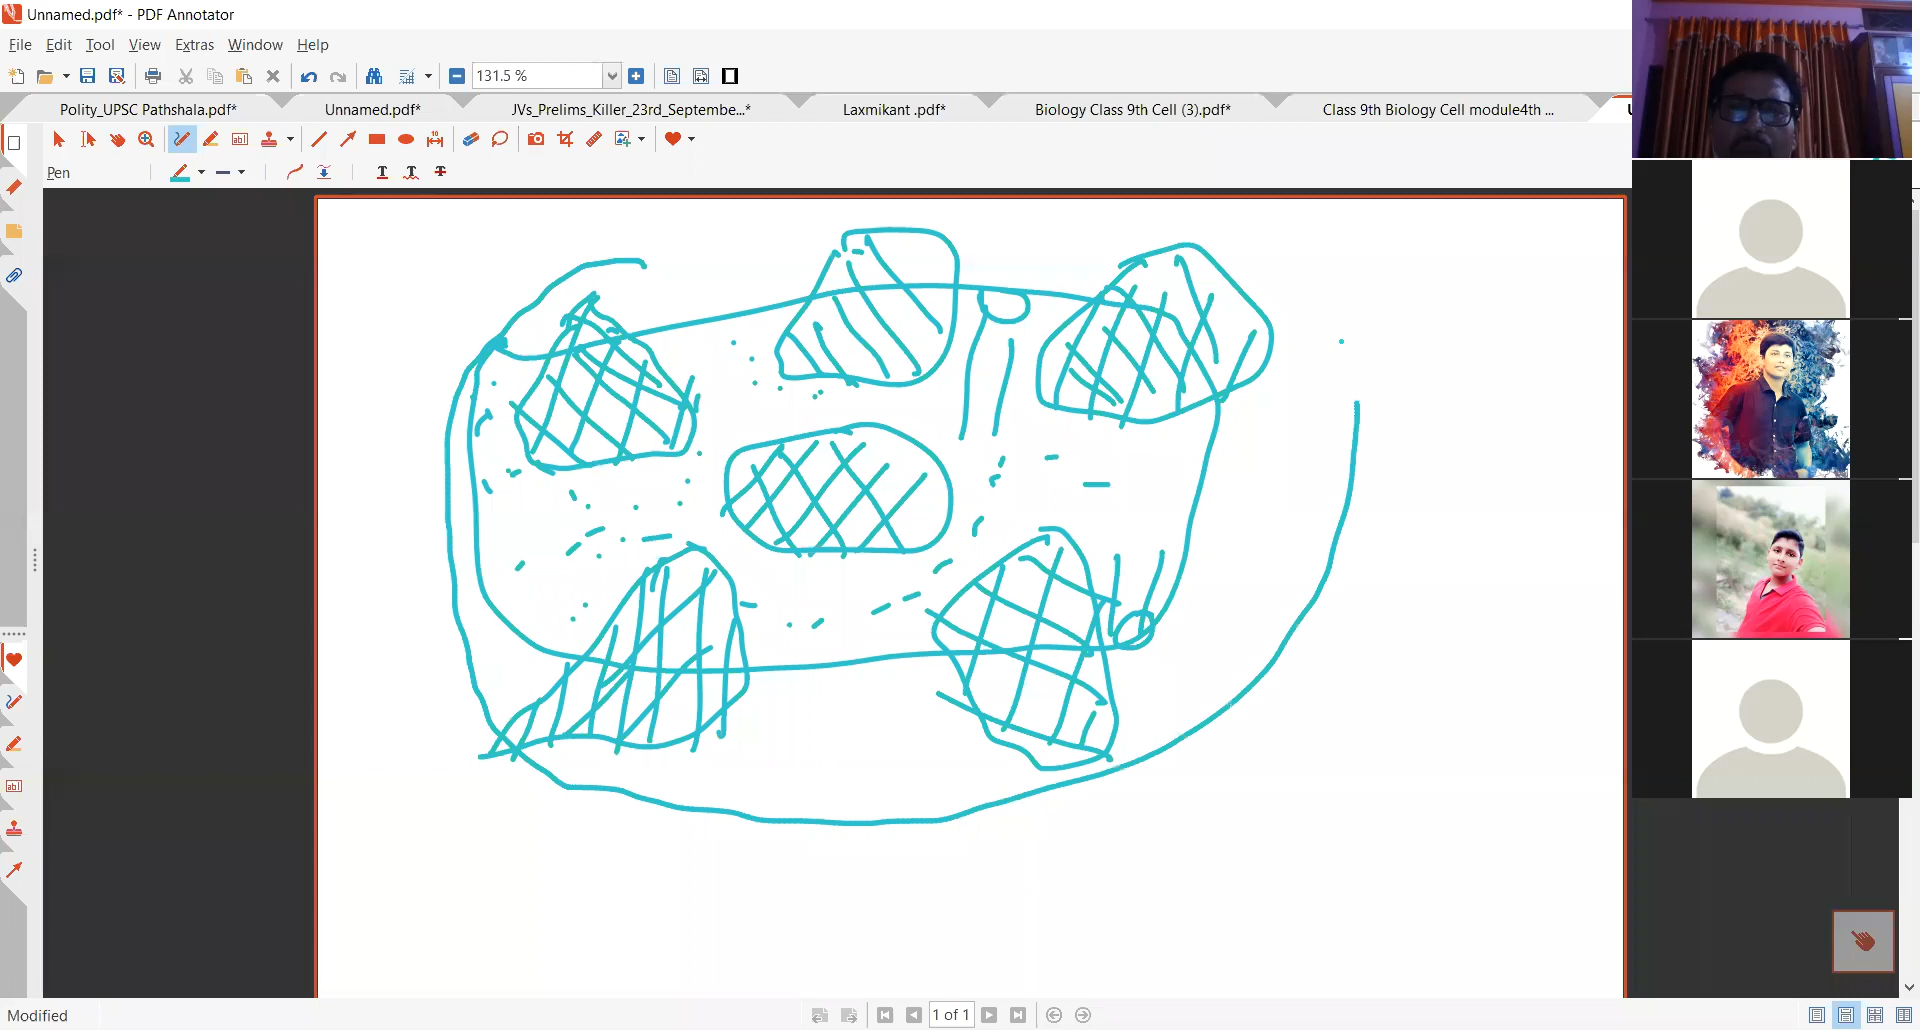 Unnamed.pdf* - PDF Annotator
File Edit Tool View Extras Window Help
131.5 %
Polity_UPSC Pathshala.pdf* Unnamed.pdf* JVs_Prelims_Killer_23rd_Septembe...* Laxmikant .pdf* Biology Class 9th Cell (3).pdf* Class 9th Biology Cell module4th ...
Pen
Modified
1 of 1